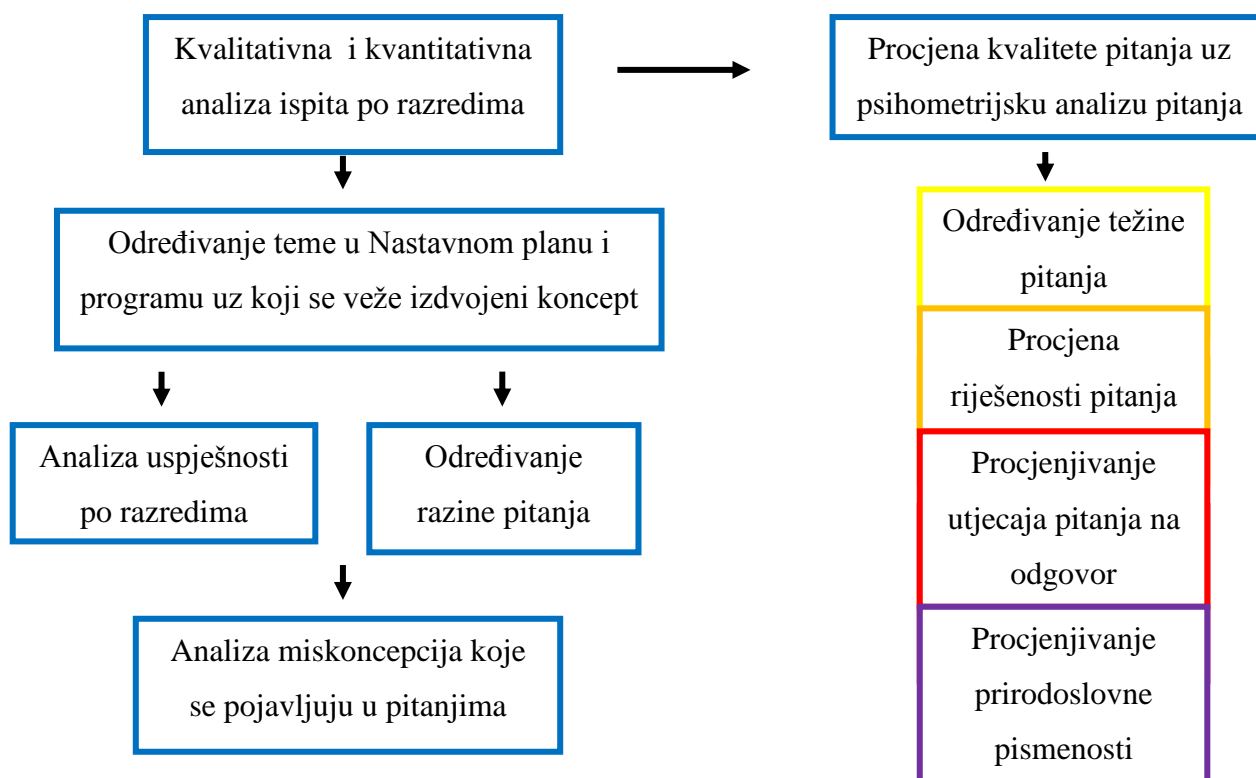 Kvalitativna i kvantitativna
analiza ispita po razredima
Procjena kvalitete pitanja uz
psihometrijsku analizu pitanja
Određivanje teme u Nastavnom planu i
programu uz koji se veže izdvojeni koncept
Analiza uspješnosti
po razredima
Određivanje
razine pitanja
Analiza miskoncepcija koje
se pojavljuju u pitanjima
Određivanje težine
pitanja
Procjena
riješenosti pitanja
Procjenjivanje
utjecaja pitanja na
odgovor
Procjenjivanje
prirodoslovne
pismenosti